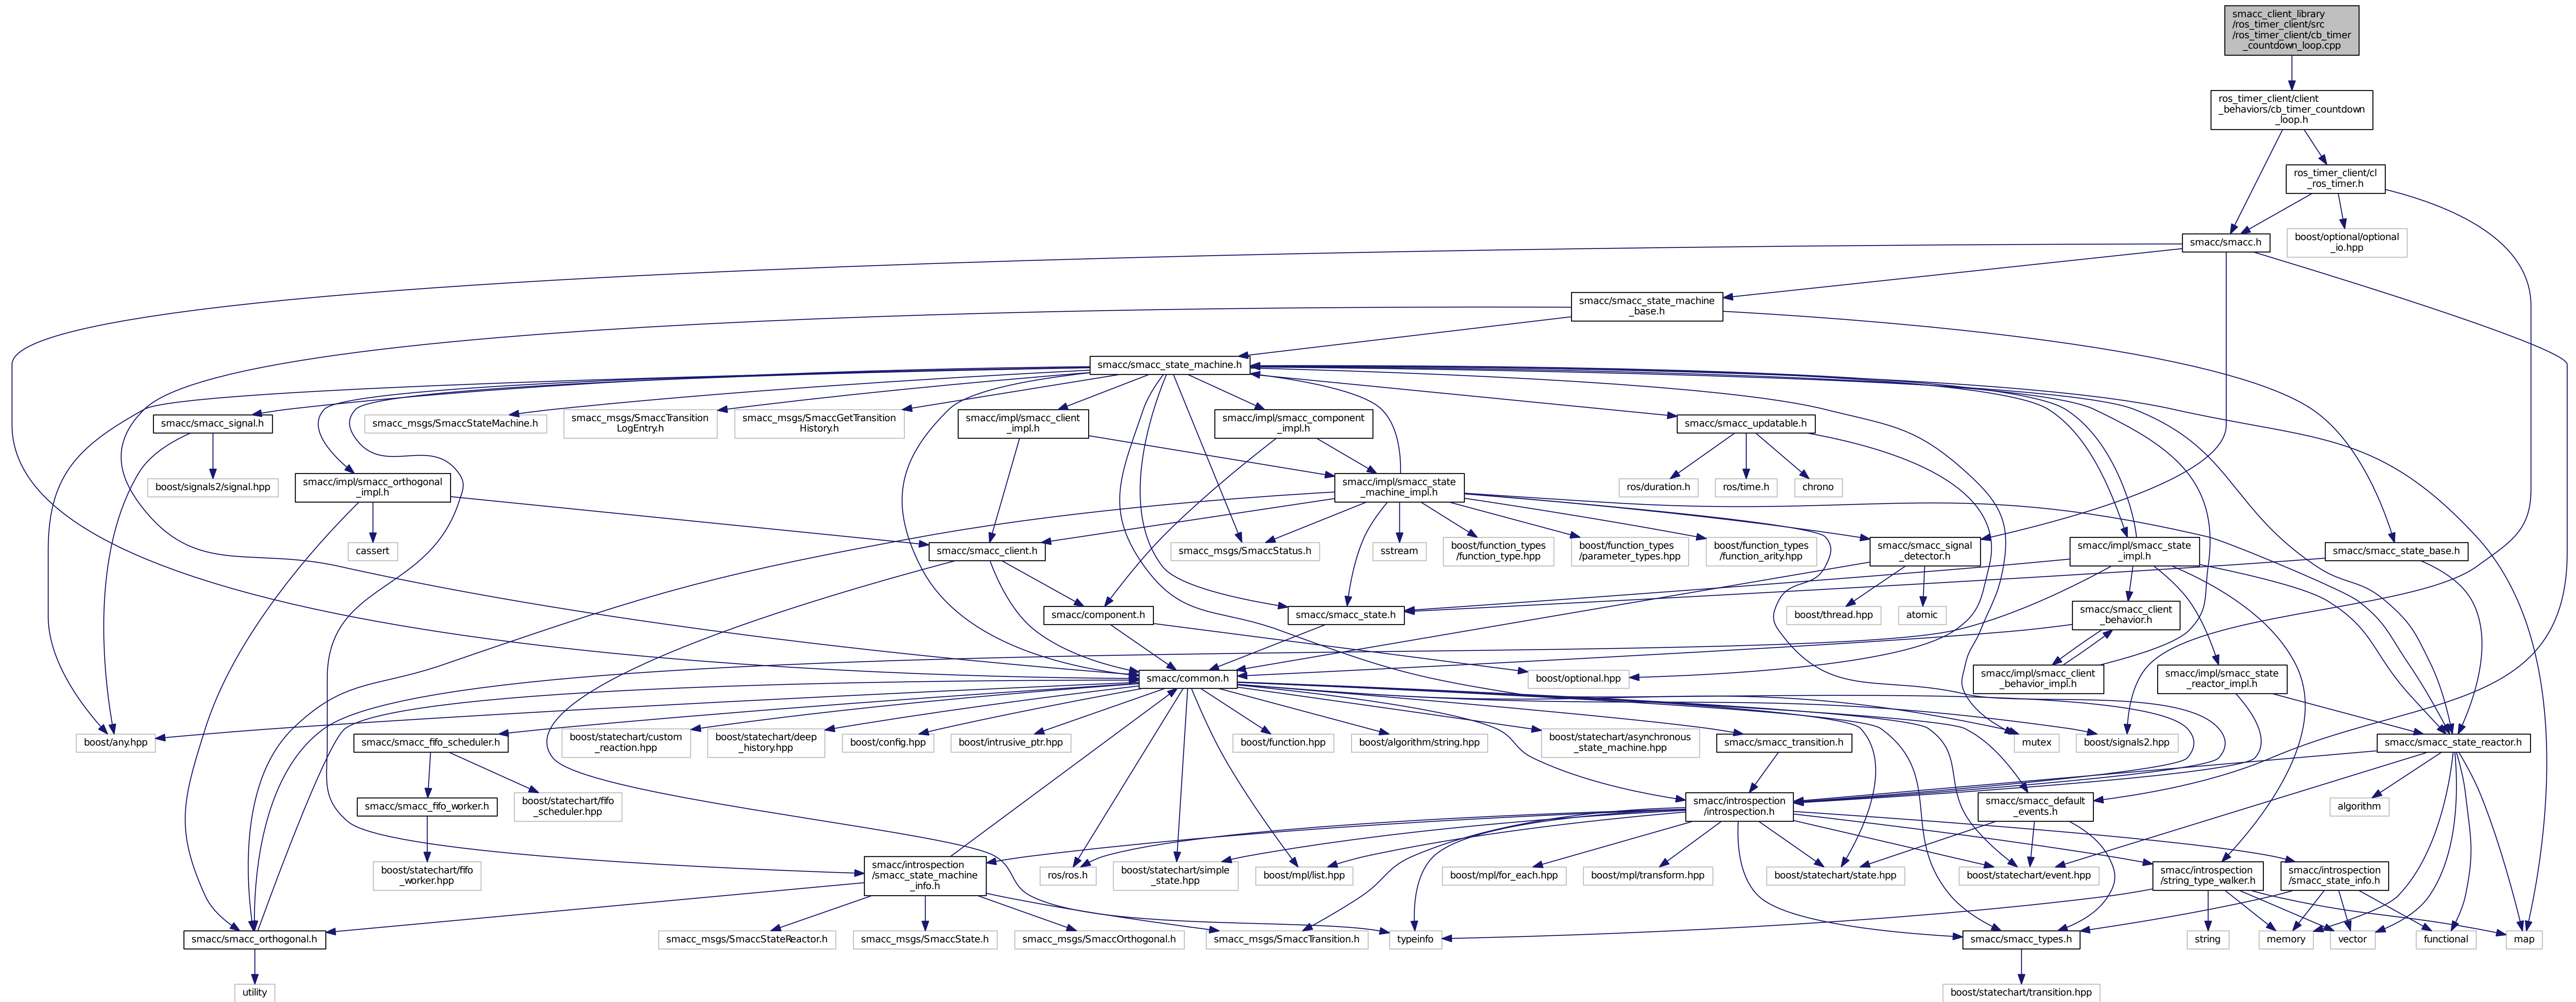 smacc_client_library
/ros_timer_client/src
/ros_timer_client/cb_timer
_countdown_loop.cpp
ros_timer_client/client
_behaviors/cb_timer_countdown
_loop.h
ros_timer_client/cl
_ros_timer.h
smacc/smacc.h
boost/optional/optional
_io.hpp
smacc/smacc_state_machine
_base.h
smacc/smacc_state_machine.h
smacc/smacc_signal.h
smacc_msgs/SmaccStateMachine.h
smacc_msgs/SmaccTransition
LogEntry.h
smacc_msgs/SmaccGetTransition
History.h
smacc/impl/smacc_client
_impl.h
smacc/impl/smacc_component
_impl.h
smacc/smacc_updatable.h
boost/signals2/signal.hpp
smacc/impl/smacc_orthogonal
_impl.h
smacc/impl/smacc_state
_machine_impl.h
ros/duration.h
ros/time.h
chrono
cassert
smacc/smacc_client.h
smacc_msgs/SmaccStatus.h
sstream
boost/function_types
/function_type.hpp
boost/function_types
/parameter_types.hpp
boost/function_types
/function_arity.hpp
smacc/smacc_signal
_detector.h
smacc/impl/smacc_state
_impl.h
smacc/smacc_state_base.h
smacc/component.h
smacc/smacc_state.h
boost/thread.hpp
atomic
smacc/smacc_client
_behavior.h
smacc/common.h
boost/optional.hpp
smacc/impl/smacc_client
_behavior_impl.h
smacc/impl/smacc_state
_reactor_impl.h
boost/any.hpp
smacc/smacc_fifo_scheduler.h
boost/statechart/custom
_reaction.hpp
boost/statechart/deep
_history.hpp
boost/config.hpp
boost/intrusive_ptr.hpp
boost/function.hpp
boost/algorithm/string.hpp
boost/statechart/asynchronous
_state_machine.hpp
smacc/smacc_transition.h
mutex
boost/signals2.hpp
smacc/smacc_state_reactor.h
smacc/smacc_fifo_worker.h
boost/statechart/fifo
_scheduler.hpp
smacc/introspection
/introspection.h
smacc/smacc_default
_events.h
algorithm
boost/statechart/fifo
_worker.hpp
smacc/introspection
/smacc_state_machine
_info.h
ros/ros.h
boost/statechart/simple
_state.hpp
boost/mpl/list.hpp
boost/mpl/for_each.hpp
boost/mpl/transform.hpp
boost/statechart/state.hpp
boost/statechart/event.hpp
smacc/introspection
/string_type_walker.h
smacc/introspection
/smacc_state_info.h
smacc/smacc_orthogonal.h
smacc_msgs/SmaccStateReactor.h
smacc_msgs/SmaccState.h
smacc_msgs/SmaccOrthogonal.h
smacc_msgs/SmaccTransition.h
typeinfo
smacc/smacc_types.h
string
memory
vector
functional
map
utility
boost/statechart/transition.hpp